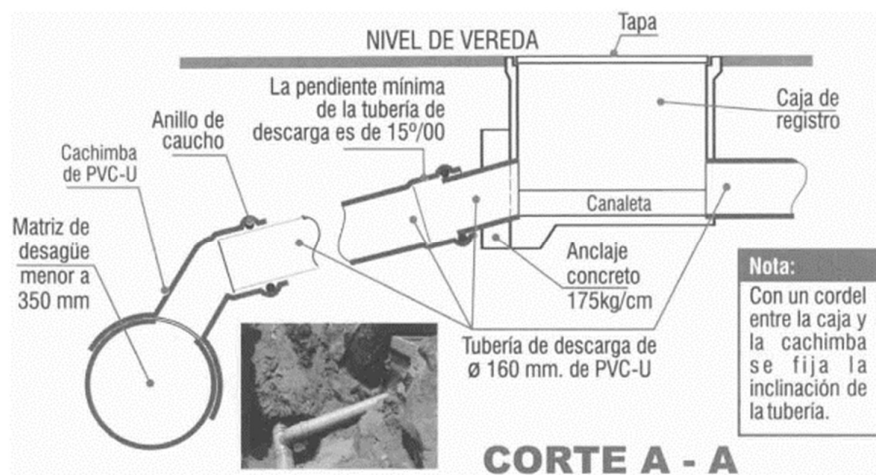 Tapa
NIVEL DE VEREDA
La pendiente mínima
de la tubería de
descarga es de 15º/00
Caja de
registro
Anillo de
caucho
Cachimba
de PVC-U
Canaleta
Matriz de
desagüe
menor a
350 mm
Anclaje
concreto
175kg/cm
Nota:
Con un cordel
entre la caja y
la cachimba
se fija la
inclinación de
la tubería.
Tubería de descarga de
Ø 160 mm. de PVC-U
CORTE A - A